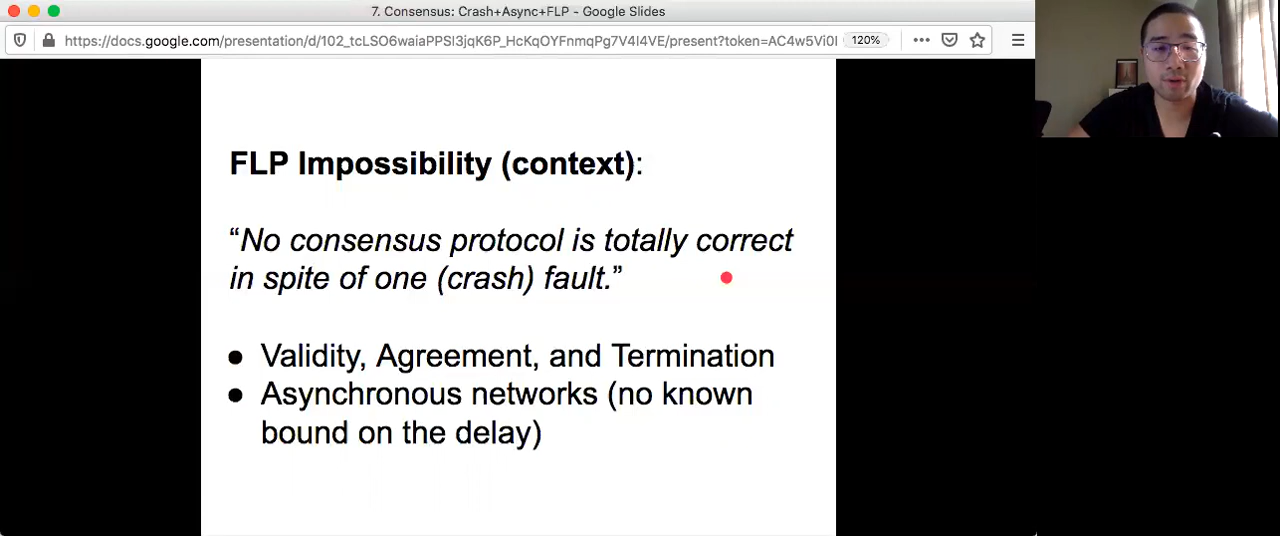 7. Consensus: Crash+Async+FLP - Google Slides
https://docs.google.com/presentation/d/102_tcLSO6waiaPPSI3jqK6P_HcKqOYFnmqPg7V4I4VE/present?token=AC4w5Vi0I
120%
FLP Impossibility (context):
“No consensus protocol is totally correct
in spite of one (crash) fault.”
● Validity, Agreement, and Termination
● Asynchronous networks (no known
bound on the delay)